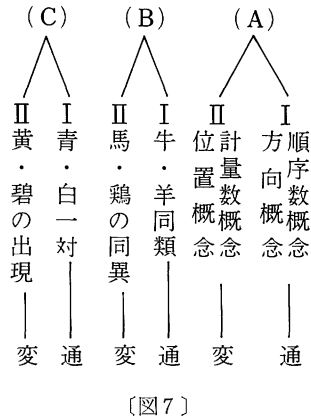 (A)
Ⅰ
順序数概念
方向概念
通
Ⅱ
計量数概念
位置概念
変
(B)
Ⅰ
牛・羊同類
通
Ⅱ
馬・鶏の同異
変
(C)
Ⅰ
青・白一対
通
Ⅱ
黄・碧の出現
変
〔図7〕